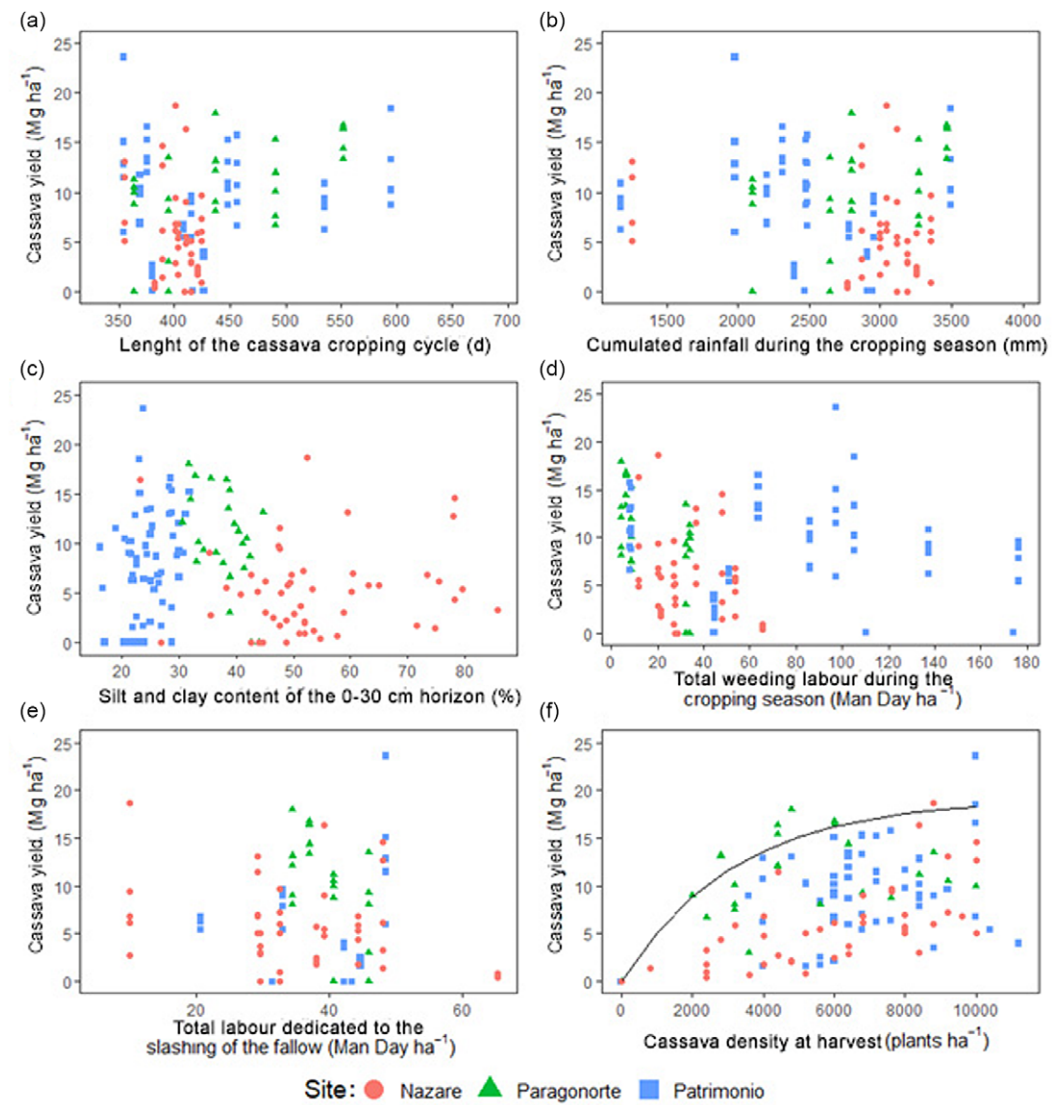 (a)
(b)
25
20
15
10
5
0
Cassava yield (Mg ha⁻¹)
350 400 450 500 550 600 650 700
Lenght of the cassava cropping cycle (d)
25
20
15
10
5
0
Cassava yield (Mg ha⁻¹)
1500 2000 2500 3000 3500 4000
Cumulated rainfall during the cropping season (mm)
(c)
(d)
25
20
15
10
5
0
Cassava yield (Mg ha⁻¹)
20 30 40 50 60 70 80
Silt and clay content of the 0-30 cm horizon (%)
25
20
15
10
5
0
Cassava yield (Mg ha⁻¹)
0 20 40 60 80 100 120 140 160 180
Total weeding labour during the
cropping season (Man Day ha⁻¹)
(e)
(f)
25
20
15
10
5
0
Cassava yield (Mg ha⁻¹)
20 40 60
Total labour dedicated to the
slashing of the fallow (Man Day ha⁻¹)
25
20
15
10
5
0
Cassava yield (Mg ha⁻¹)
0 2000 4000 6000 8000 10000
Cassava density at harvest (plants ha⁻¹)
Site: Nazare Paragonorte Patrimonio